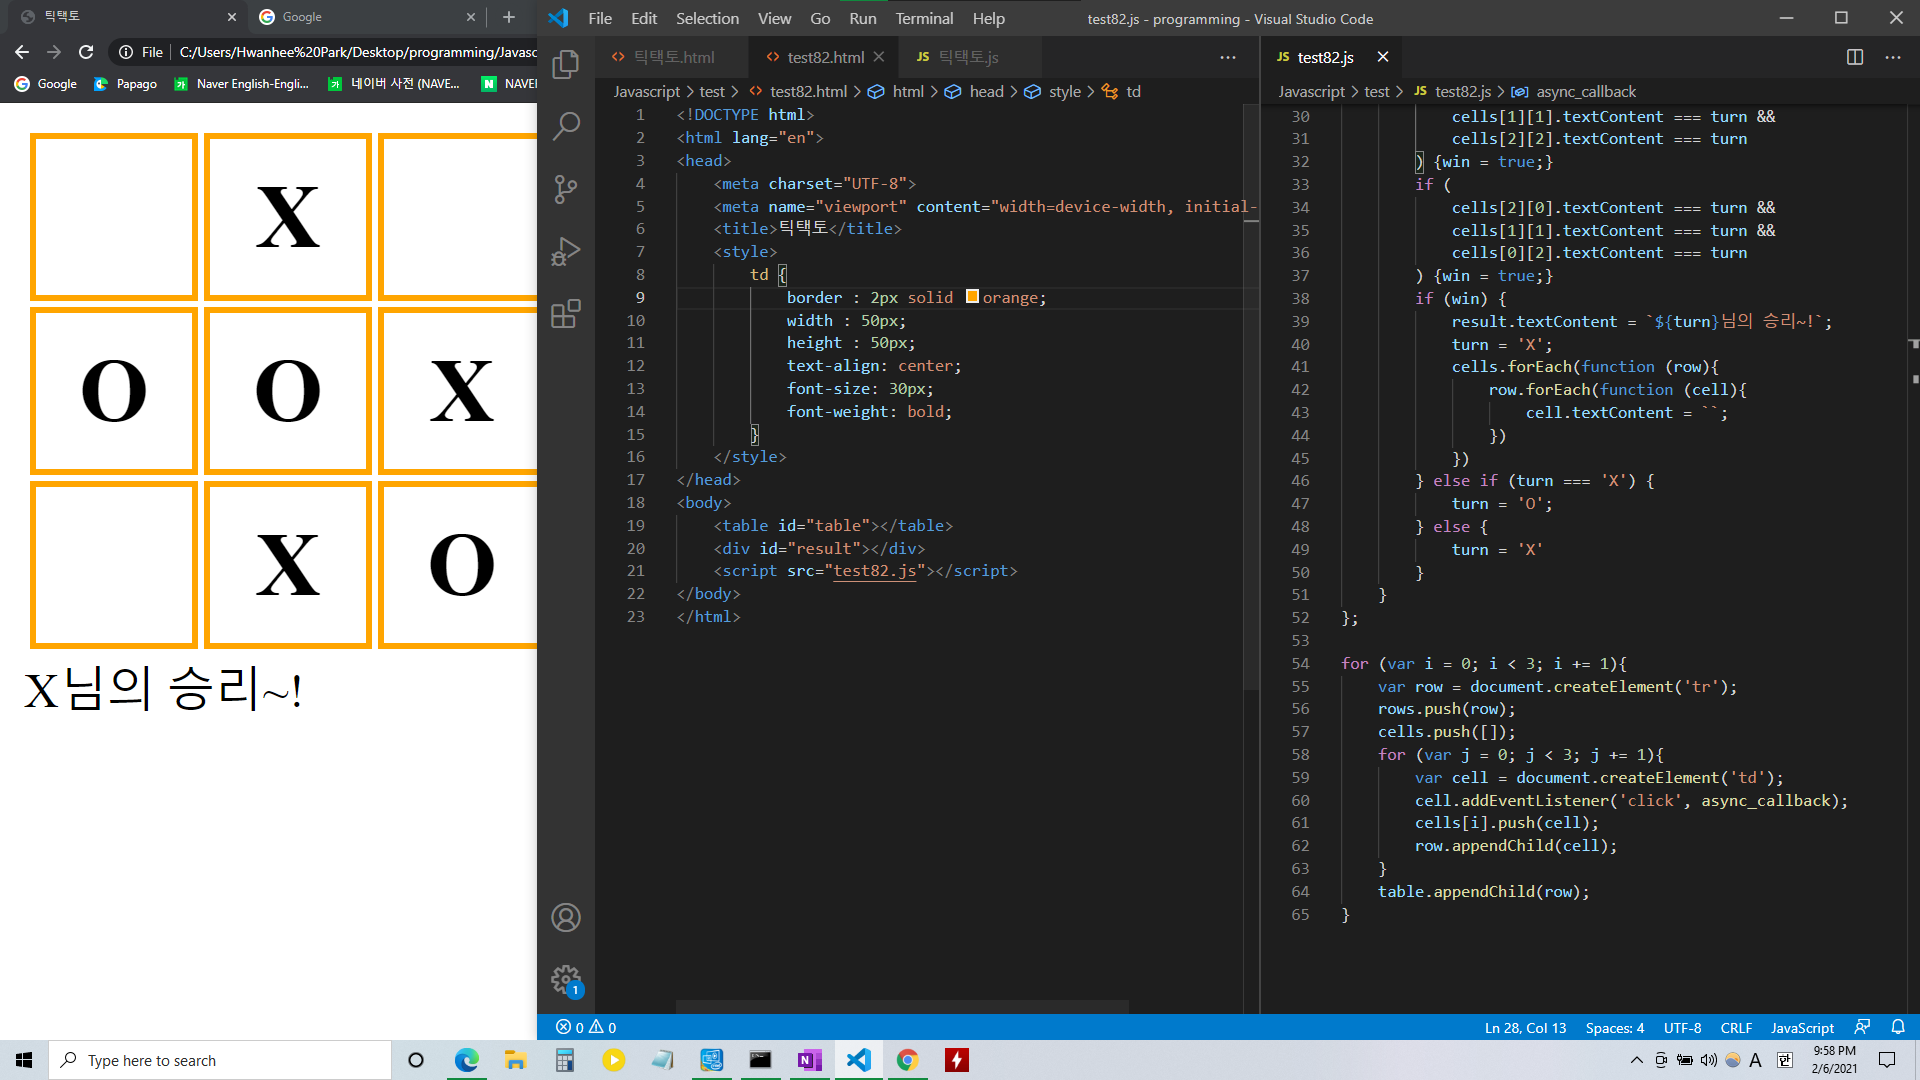 틱택토
Google
File C:/Users/Hwanhee%20Park/Desktop/programming/Javasc
Google Papago Naver English-Engli... 네이버 사전 (NAVE... NAVE
X
O O X
X O
X님의 승리~!
File Edit Selection View Go Run Terminal Help
test82.js - programming - Visual Studio Code
틱택토.html test82.html JS 틱택토.js ...
Javascript > test > test82.html > html > head > style > td
1 <!DOCTYPE html>
2 <html lang="en">
3 <head>
4 <meta charset="UTF-8">
5 <meta name="viewport" content="width=device-width, initial-
6 <title>틱택토</title>
7 <style>
8 td {
9 border : 2px solid orange;
10 width : 50px;
11 height : 50px;
12 text-align: center;
13 font-size: 30px;
14 font-weight: bold;
15 }
16 </style>
17 </head>
18 <body>
19 <table id="table"></table>
20 <div id="result"></div>
21 <script src="test82.js"></script>
22 </body>
23 </html>
JS test82.js ...
Javascript > test > JS test82.js > async_callback
30 cells[1][1].textContent === turn &&
31 cells[2][2].textContent === turn
32 ) {win = true;}
33 if (
34 cells[2][0].textContent === turn &&
35 cells[1][1].textContent === turn &&
36 cells[0][2].textContent === turn
37 ) {win = true;}
38 if (win) {
39 result.textContent = `${turn}님의 승리~!`;
40 turn = 'X';
41 cells.forEach(function (row){
42 row.forEach(function (cell){
43 cell.textContent = ``;
44 })
45 })
46 } else if (turn === 'X') {
47 turn = 'O';
48 } else {
49 turn = 'X'
50 }
51 }
52 };
53
54 for (var i = 0; i < 3; i += 1){
55 var row = document.createElement('tr');
56 rows.push(row);
57 cells.push([]);
58 for (var j = 0; j < 3; j += 1){
59 var cell = document.createElement('td');
60 cell.addEventListener('click', async_callback);
61 cells[i].push(cell);
62 row.appendChild(cell);
63 }
64 table.appendChild(row);
65 }
1
0 0
Ln 28, Col 13 Spaces: 4 UTF-8 CRLF JavaScript
Type here to search
A 한
9:58 PM
2/6/2021